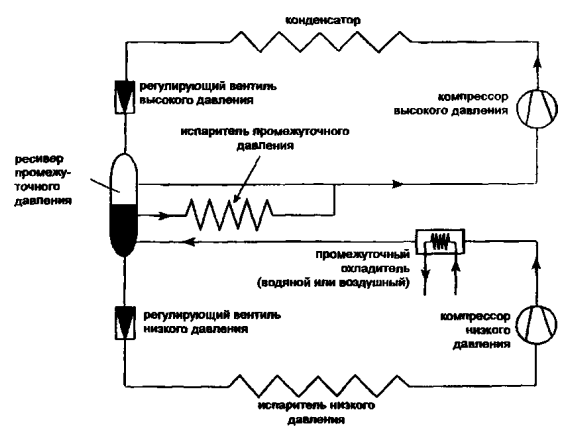 конденсатор
регулирующий вентиль
высокого давления
компрессор
высокого давления
испаритель промежуточного
давления
ресивер
промежу-
точного
давления
промежуточный
охладитель
(водяной или воздушный)
регулирующий вентиль
низкого давления
компрессор
низкого
давления
испаритель низкого
давления